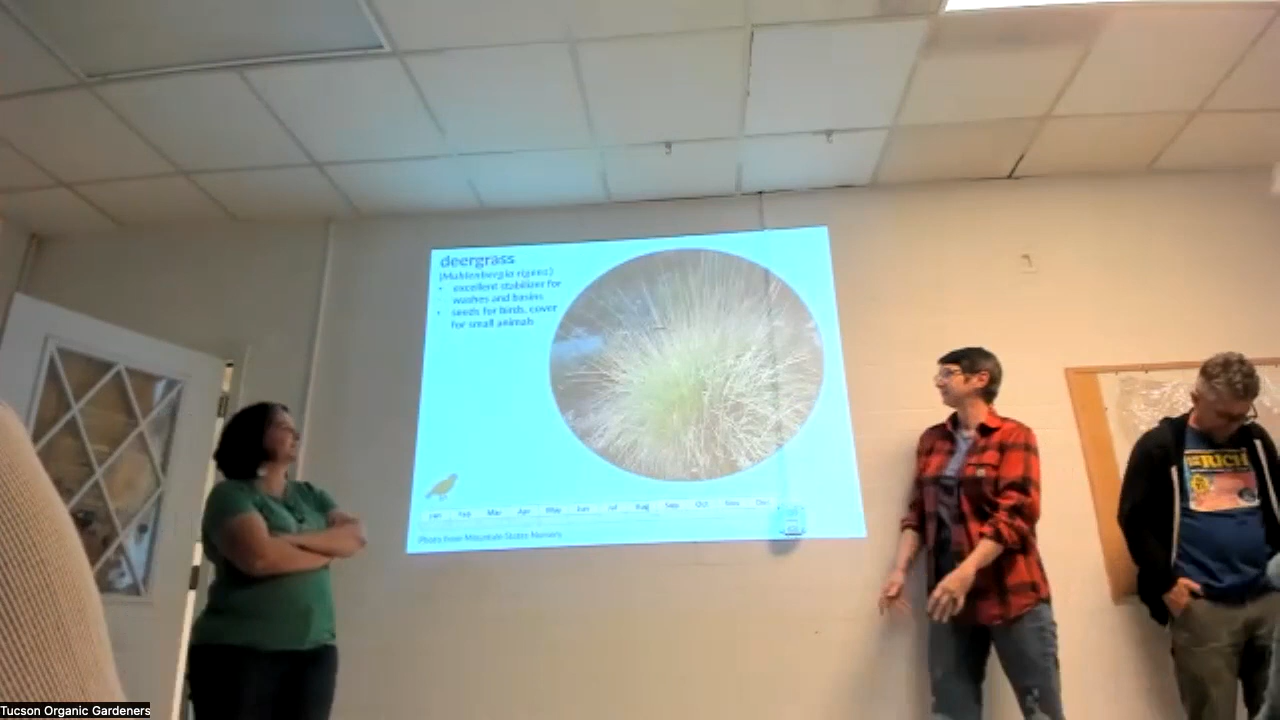 deergrass
(Muhlenbergia rigens)
• excellent stabilizer for
washes and basins
• seeds for birds, cover
for small animals
Jan Feb Mar Apr May Jun Jul Aug Sep Oct Nov Dec
Photo from Mountain States Nursery
RICH
Tucson Organic Gardeners